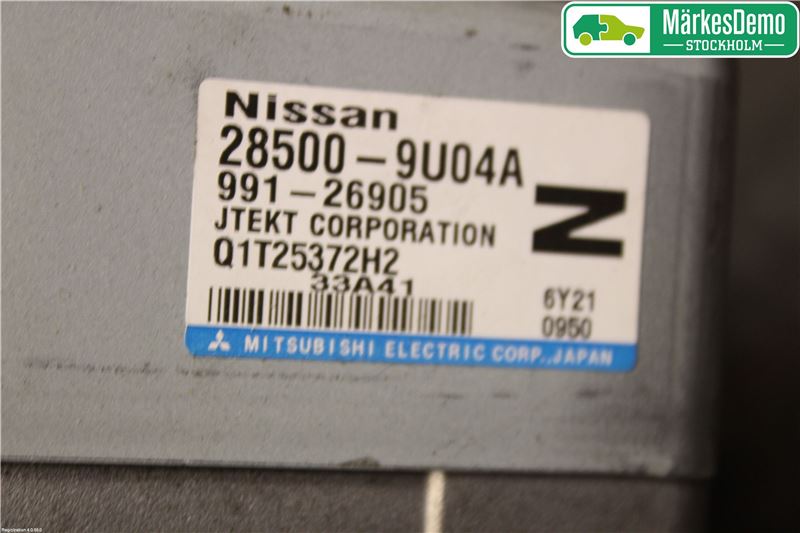 MärkesDemo
STOCKHOLM
Nissan
28500-9U04A
991-26905
JTEKT CORPORATION
Q1T25372H2
33A41
N
6Y21
0950
MITSUBISHI ELECTRIC CORP., JAPAN